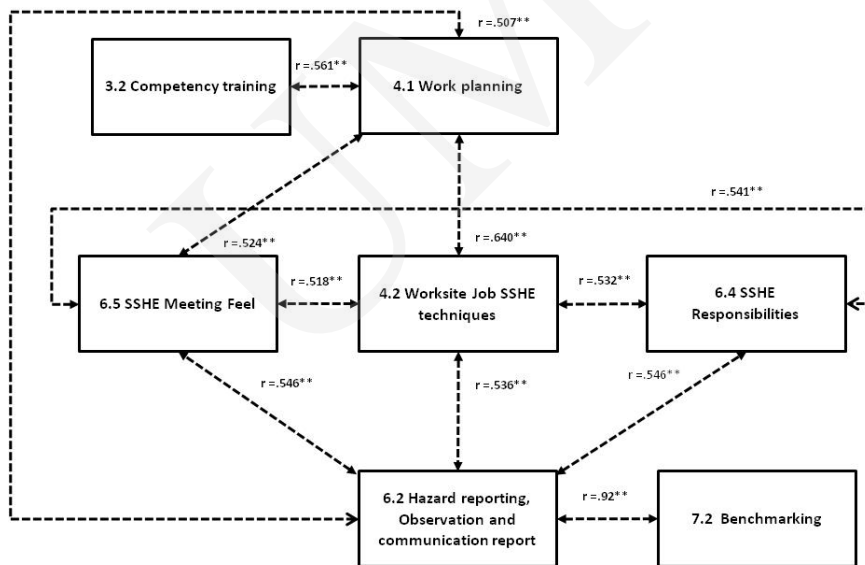 r =.507**
r =.561**
3.2 Competency training
4.1 Work planning
r =.541**
r =.524**
r =.640**
r =.518**
r =.532**
6.5 SSHE Meeting Feel
4.2 Worksite Job SSHE
techniques
6.4 SSHE
Responsibilities
r =.546**
r =.536**
r =.546**
6.2 Hazard reporting,
Observation and
communication report
r =.92**
7.2 Benchmarking
UM